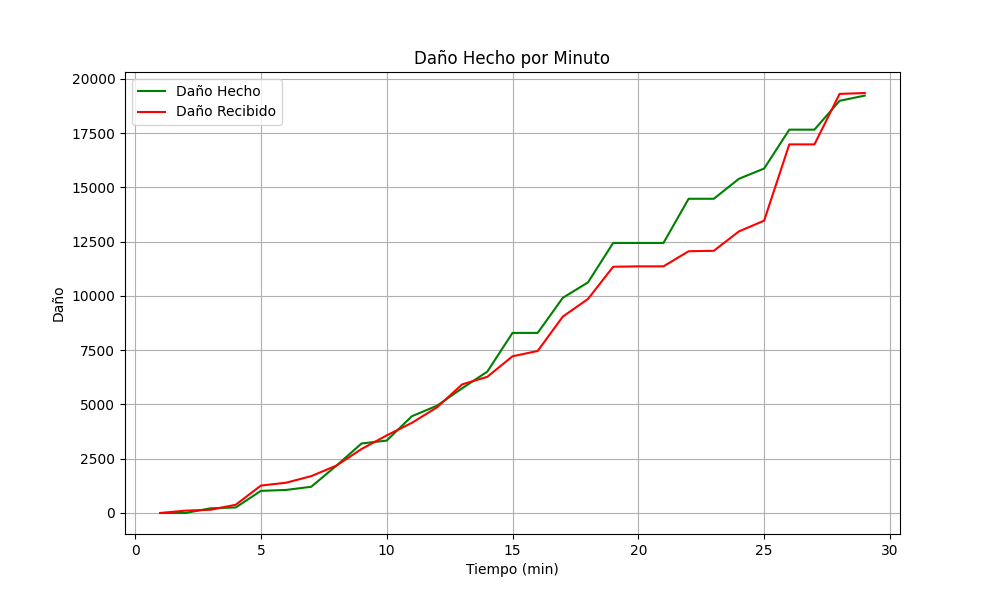 Daño Hecho por Minuto
Daño Hecho
Daño Recibido
20000
17500
15000
12500
10000
7500
5000
2500
0
Daño
0 5 10 15 20 25 30
Tiempo (min)